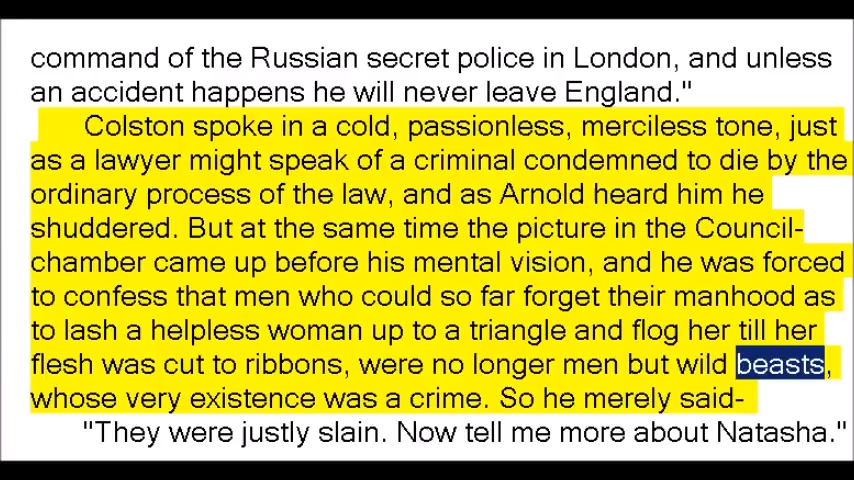 command of the Russian secret police in London, and unless
an accident happens he will never leave England."
Colston spoke in a cold, passionless, merciless tone, just
as a lawyer might speak of a criminal condemned to die by the
ordinary process of the law, and as Arnold heard him he
shuddered. But at the same time the picture in the Council-
chamber came up before his mental vision, and he was forced
to confess that men who could so far forget their manhood as
to lash a helpless woman up to a triangle and flog her till her
flesh was cut to ribbons, were no longer men but wild beasts,
whose very existence was a crime. So he merely said-
"They were justly slain. Now tell me more about Natasha."